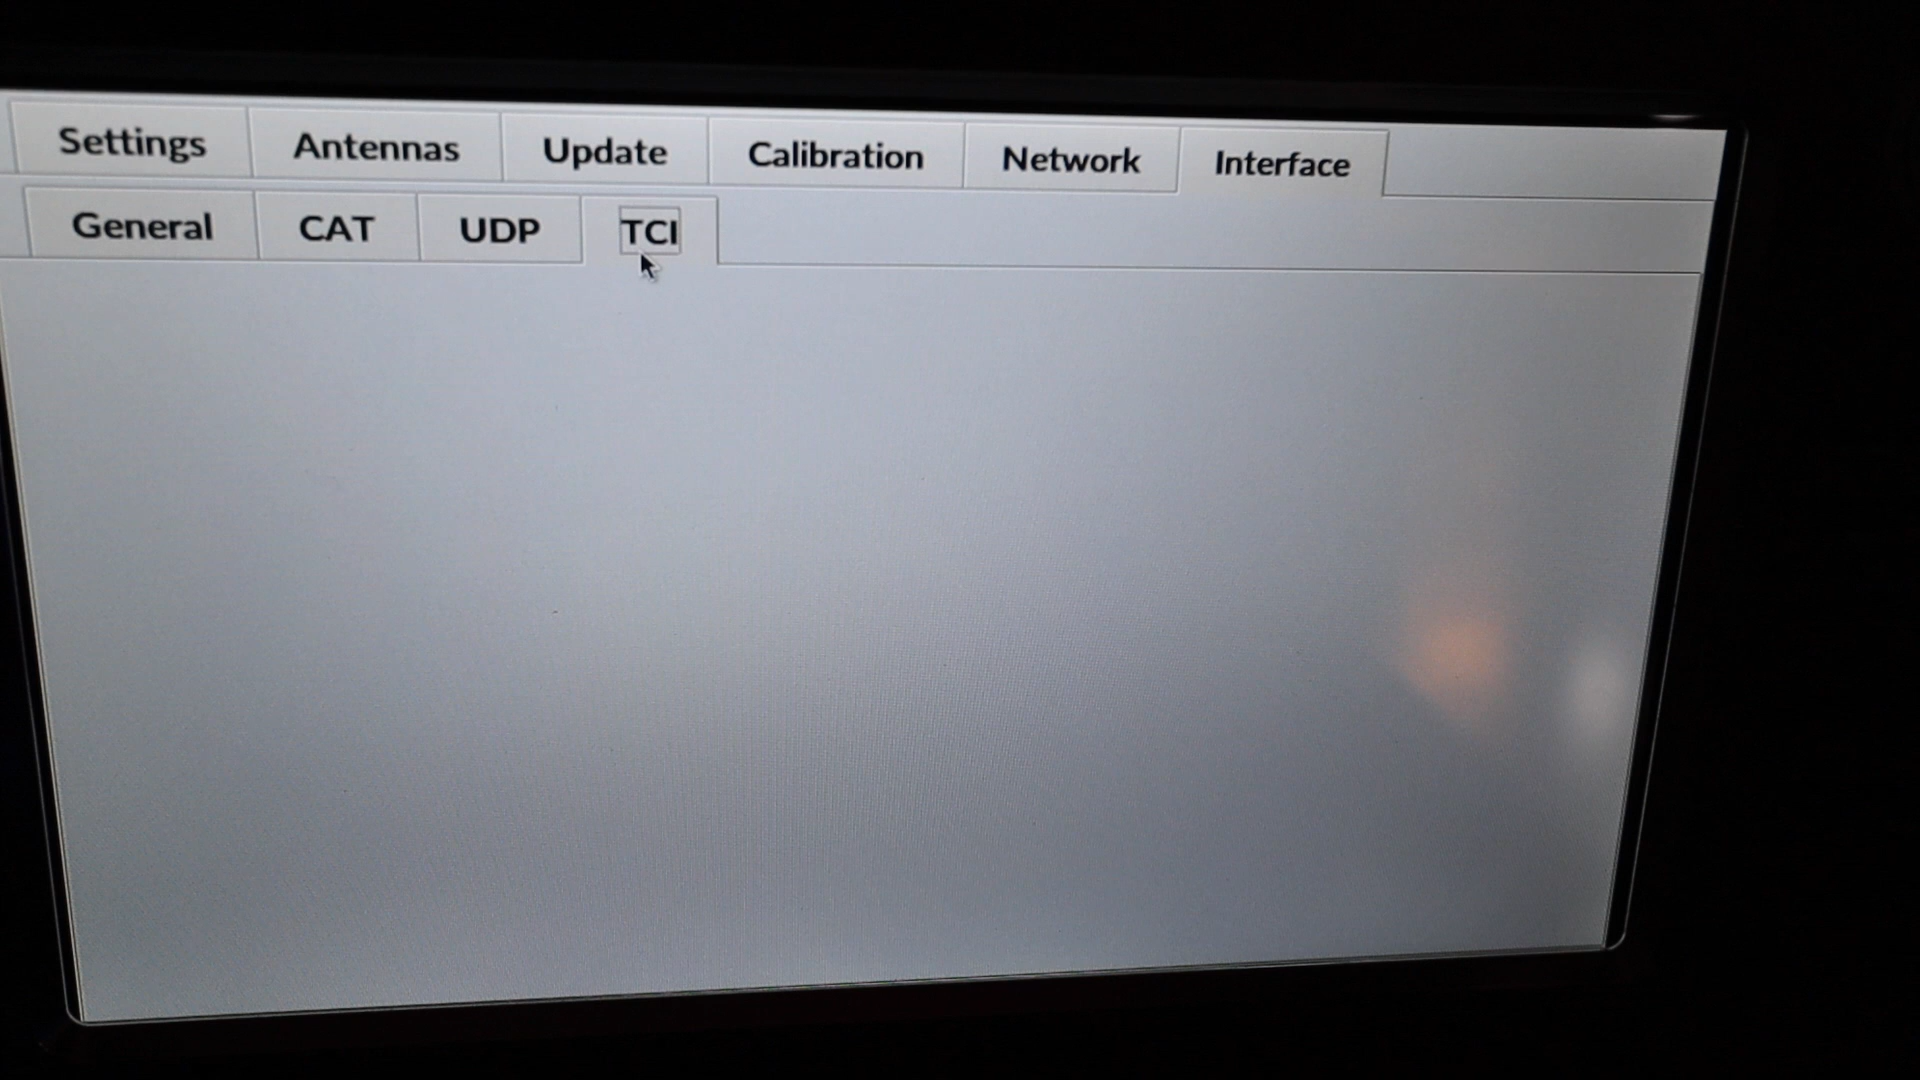 Settings Antennas Update Calibration Network Interface
General CAT UDP TCI